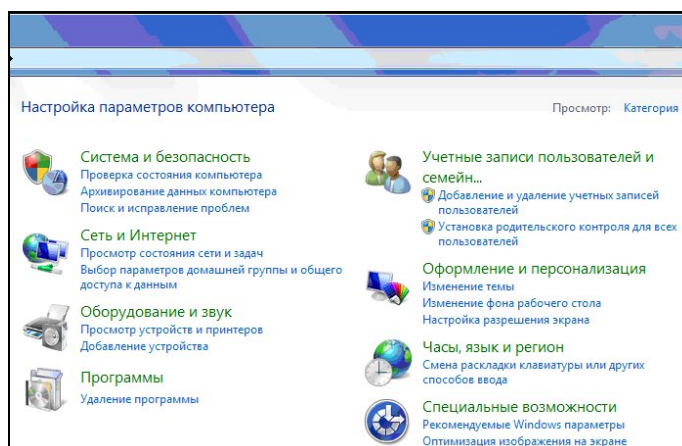 Настройка параметров компьютера
Просмотр: Категория
Система и безопасность
Проверка состояния компьютера
Архивирование данных компьютера
Поиск и исправление проблем
Сеть и Интернет
Просмотр состояния сети и задач
Выбор параметров домашней группы и общего
доступа к данным
Оборудование и звук
Просмотр устройств и принтеров
Добавление устройства
Программы
Удаление программы
Учетные записи пользователей и
семейн...
Добавление и удаление учетных записей
пользователей
Установка родительского контроля для всех
пользователей
Оформление и персонализация
Изменение темы
Изменение фона рабочего стола
Настройка разрешения экрана
Часы, язык и регион
Смена раскладки клавиатуры или других
способов ввода
Специальные возможности
Рекомендуемые Windows параметры
Оптимизация изображения на экране